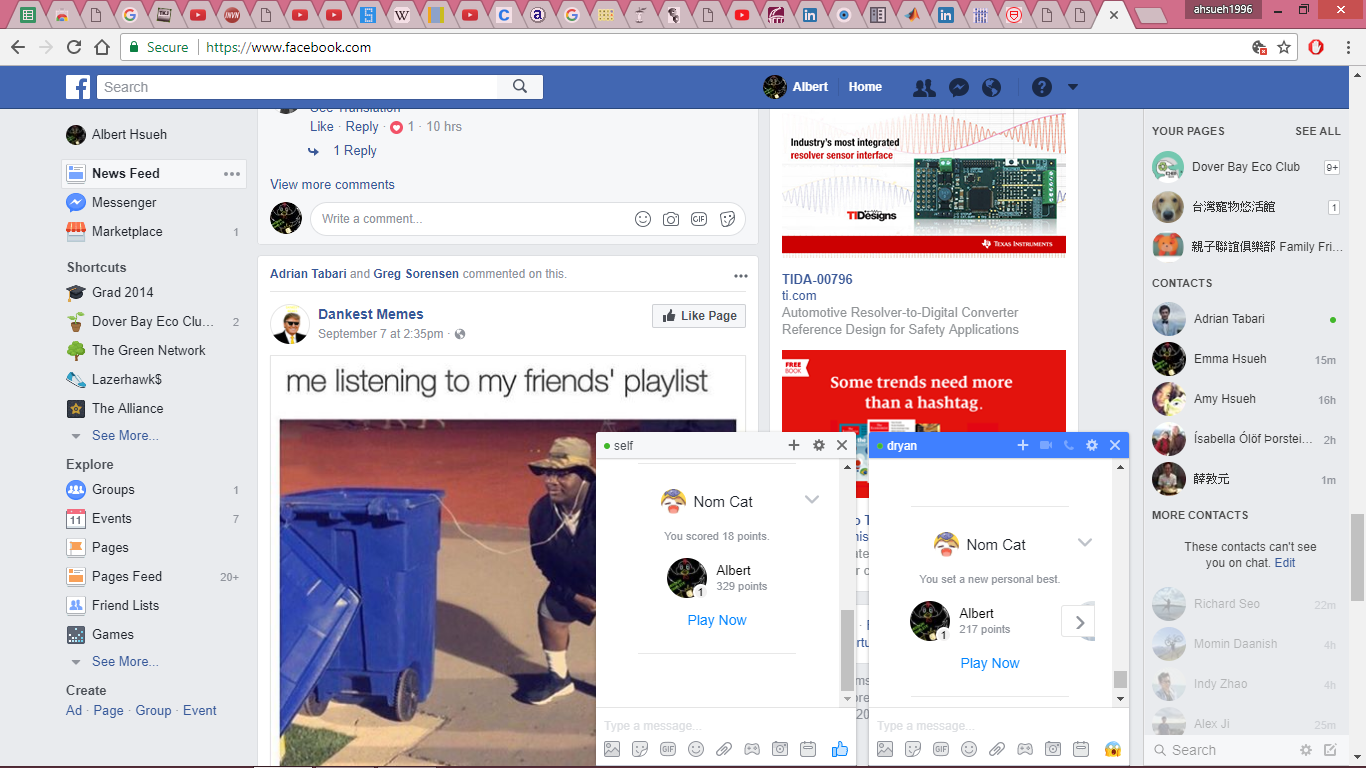 ahsueh1996
Secure
https://www.facebook.com
Search
Albert
Home
Albert Hsueh
News Feed
Messenger
Marketplace 1
Shortcuts
Grad 2014
Dover Bay Eco Clu... 2
The Green Network
Lazerhawk$
The Alliance
See More...
Explore
Groups 1
Events 7
Pages
Pages Feed 20+
Friend Lists
Games
See More...
Create
Ad · Page · Group · Event
See Translation
Like · Reply · 1 · 10 hrs
1 Reply
View more comments
Write a comment...
GIF
Adrian Tabari and Greg Sorensen commented on this.
Dankest Memes
September 7 at 2:35pm ·
Like Page
me listening to my friends' playlist
Industry's most integrated
resolver sensor interface
TIDesigns
TEXAS INSTRUMENTS
TIDA-00796
ti.com
Automotive Resolver-to-Digital Converter
Reference Design for Safety Applications
FREE
BOOK
Some trends need more
than a hashtag.
self
Nom Cat
You scored 18 points.
Albert
329 points
1
Play Now
Type a message...
GIF
dryan
Nom Cat
You set a new personal best.
Albert
217 points
1
Play Now
Type a message...
GIF
YOUR PAGES SEE ALL
Dover Bay Eco Club 9+
台灣寵物悠活館 1
親子聯誼俱樂部 Family Fri...
CONTACTS
Adrian Tabari
Emma Hsueh 15m
Amy Hsueh 16h
Ísabella Ólöf Þorstei... 2h
薛敦元 1m
MORE CONTACTS
These contacts can't see
you on chat. Edit
Richard Seo 22m
Momin Daanish 4h
Indy Zhao 4h
Alex Ji 25m
Search